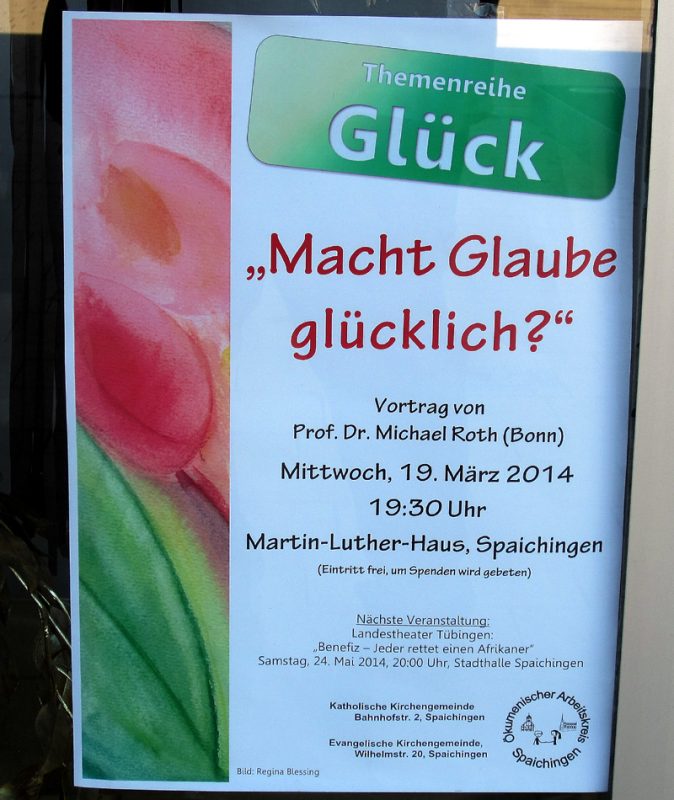 Themenreihe
Glück
„Macht Glaube
glücklich?“
Vortrag von
Prof. Dr. Michael Roth (Bonn)
Mittwoch, 19. März 2014
19:30 Uhr
Martin-Luther-Haus, Spaichingen
(Eintritt frei, um Spenden wird gebeten)
Nächste Veranstaltung:
Landestheater Tübingen:
„Benefiz – Jeder rettet einen Afrikaner“
Samstag, 24. Mai 2014, 20:00 Uhr, Stadthalle Spaichingen
Katholische Kirchengemeinde
Bahnhofstr. 2, Spaichingen
Evangelische Kirchengemeinde,
Wilhelmstr. 20, Spaichingen
Ökumenischer Arbeitskreis
Spaichingen
Bild: Regina Blessing